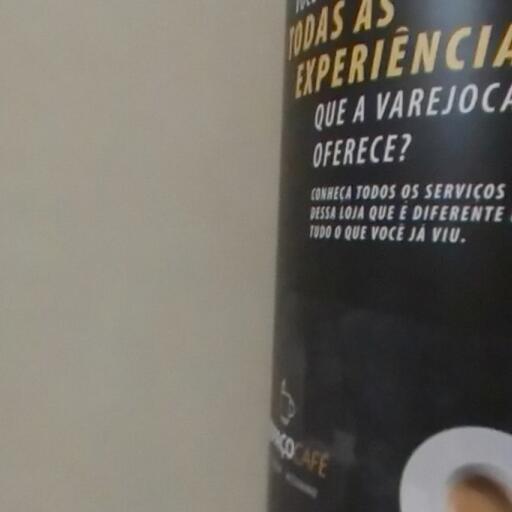 TODAS AS
EXPERIÊNCIA
QUE A VAREJOCA
OFERECE?
CONHEÇA TODOS OS SERVIÇOS
DESSA LOJA QUE É DIFERENTE
TUDO O QUE VOCÊ JÁ VIU.
CAFÉ